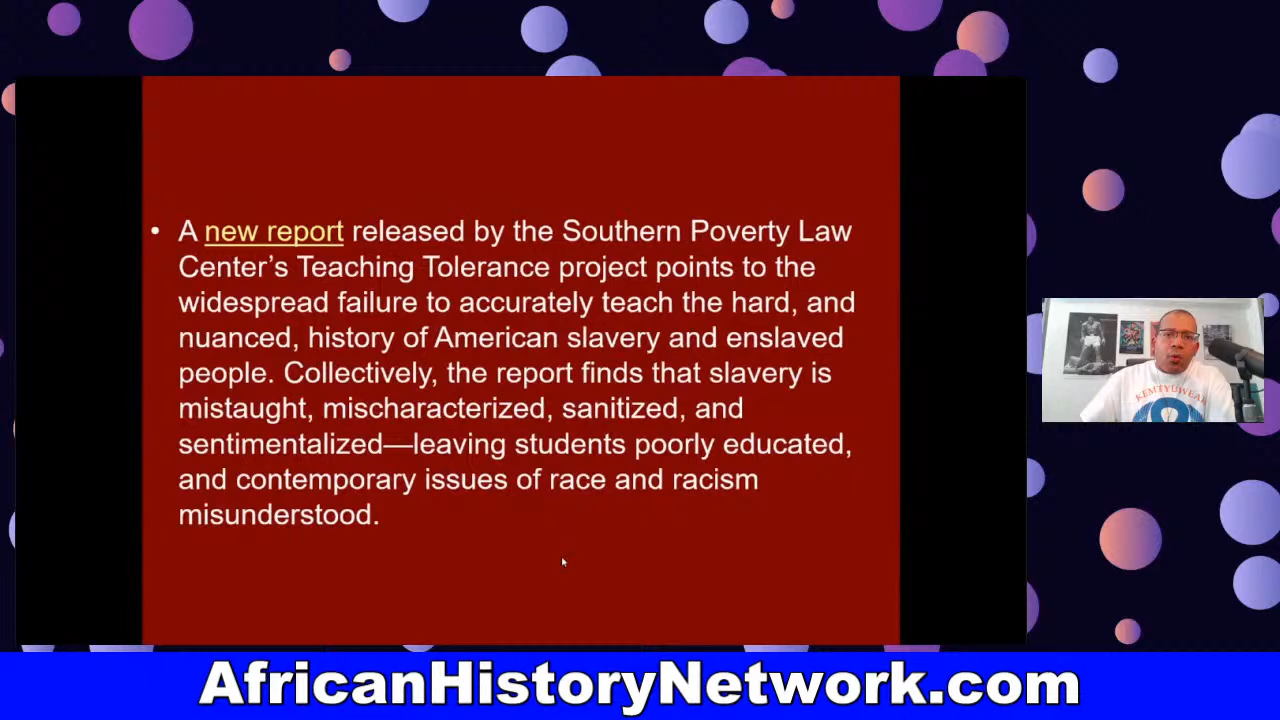 • A new report released by the Southern Poverty Law
Center’s Teaching Tolerance project points to the
widespread failure to accurately teach the hard, and
nuanced, history of American slavery and enslaved
people. Collectively, the report finds that slavery is
mistaught, mischaracterized, sanitized, and
sentimentalized—leaving students poorly educated,
and contemporary issues of race and racism
misunderstood.
KEMETUWEAR
AfricanHistoryNetwork.com